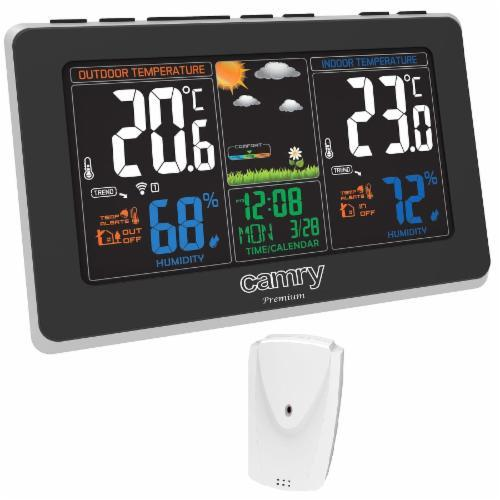 OUTDOOR TEMPERATURE
20.6 °C
TREND
1
TEMP ALERTS
OUT
OFF
68%
HUMIDITY
COMFORT
12:08
MON 3/28
TIME/CALENDAR
INDOOR TEMPERATURE
23.0 °C
TREND
TEMP ALERTS
IN
OFF
72%
HUMIDITY
camry
Premium